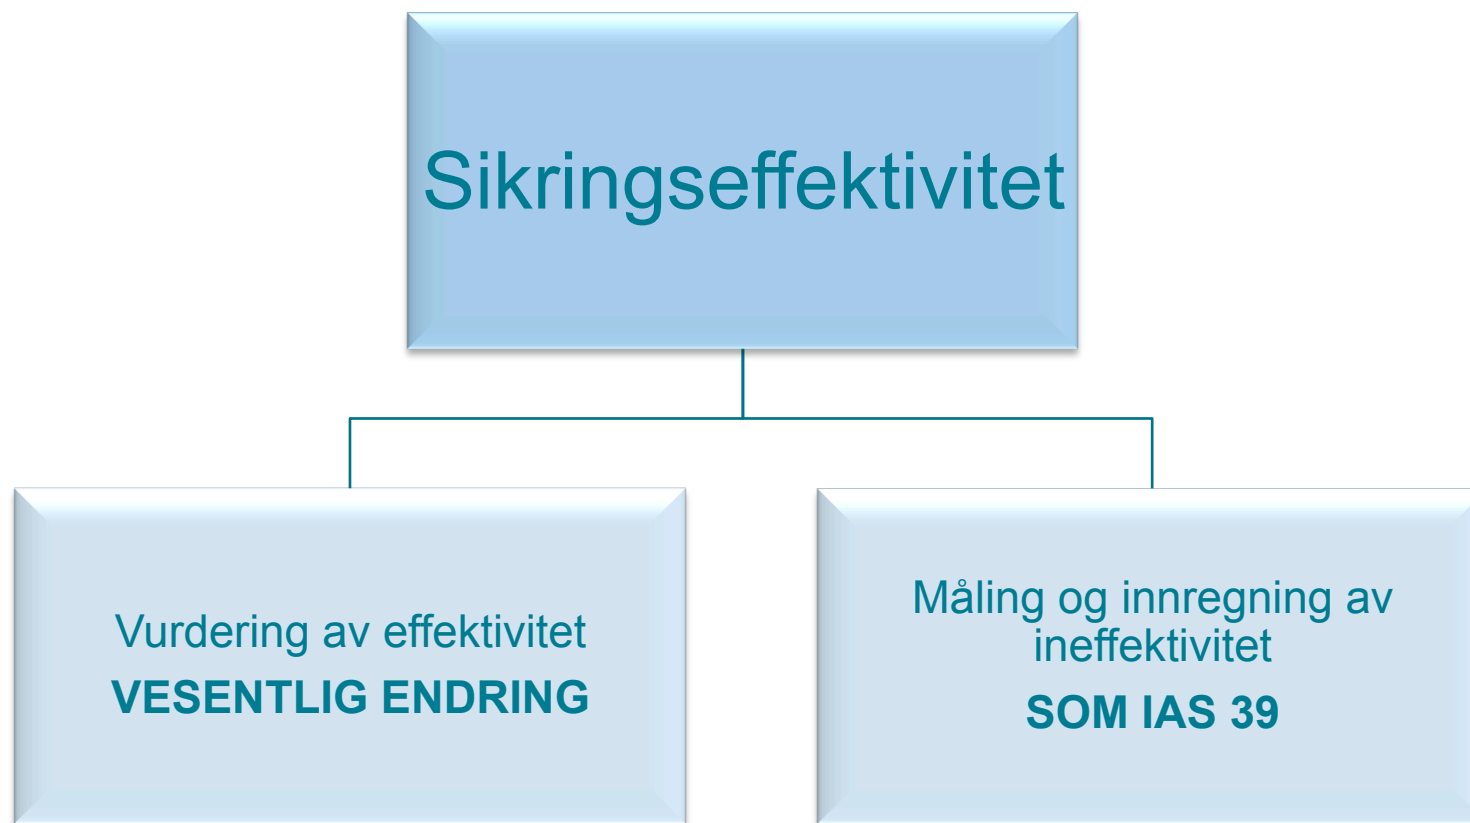 Sikringseffektivitet
Vurdering av effektivitet
VESENTLIG ENDRING
Måling og innregning av
ineffektivitet
SOM IAS 39